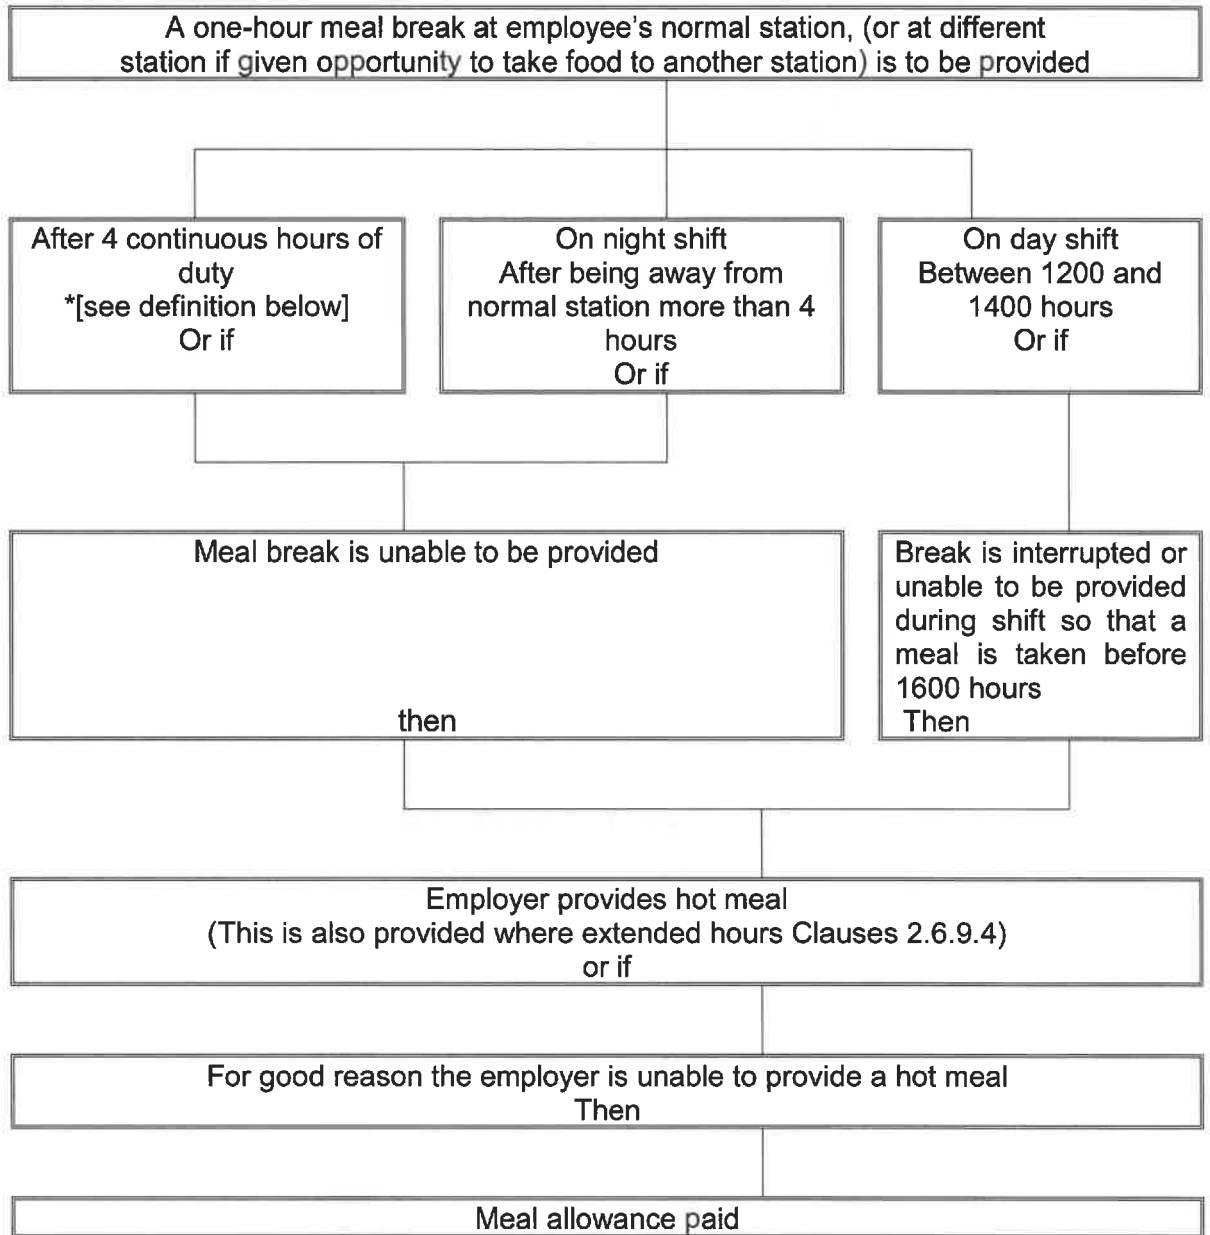 A one-hour meal break at employee's normal station, (or at different
station if given opportunity to take food to another station) is to be provided
After 4 continuous hours of
duty
*[see definition below]
Or if
On night shift
After being away from
normal station more than 4
hours
Or if
On day shift
Between 1200 and
1400 hours
Or if
Meal break is unable to be provided
then
Break is interrupted or
unable to be provided
during shift so that a
meal is taken before
1600 hours
Then
Employer provides hot meal
(This is also provided where extended hours Clauses 2.6.9.4)
or if
For good reason the employer is unable to provide a hot meal
Then
Meal allowance paid